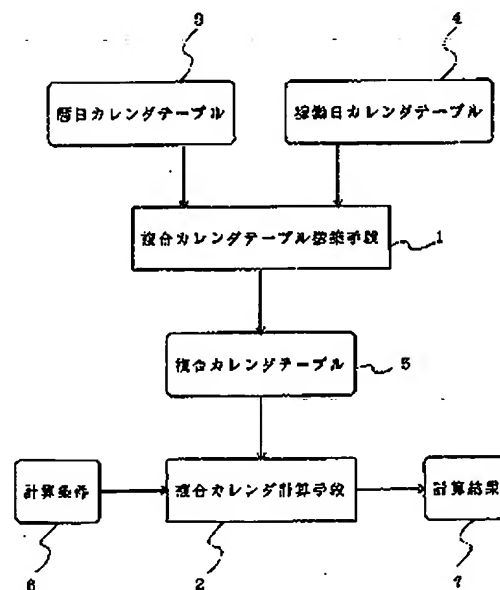 3
4
暦日カレンダテーブル
稼働日カレンダテーブル
複合カレンダテーブル構築手段
1
複合カレンダテーブル
5
計算条件
複合カレンダ計算手段
計算結果
6
2
7